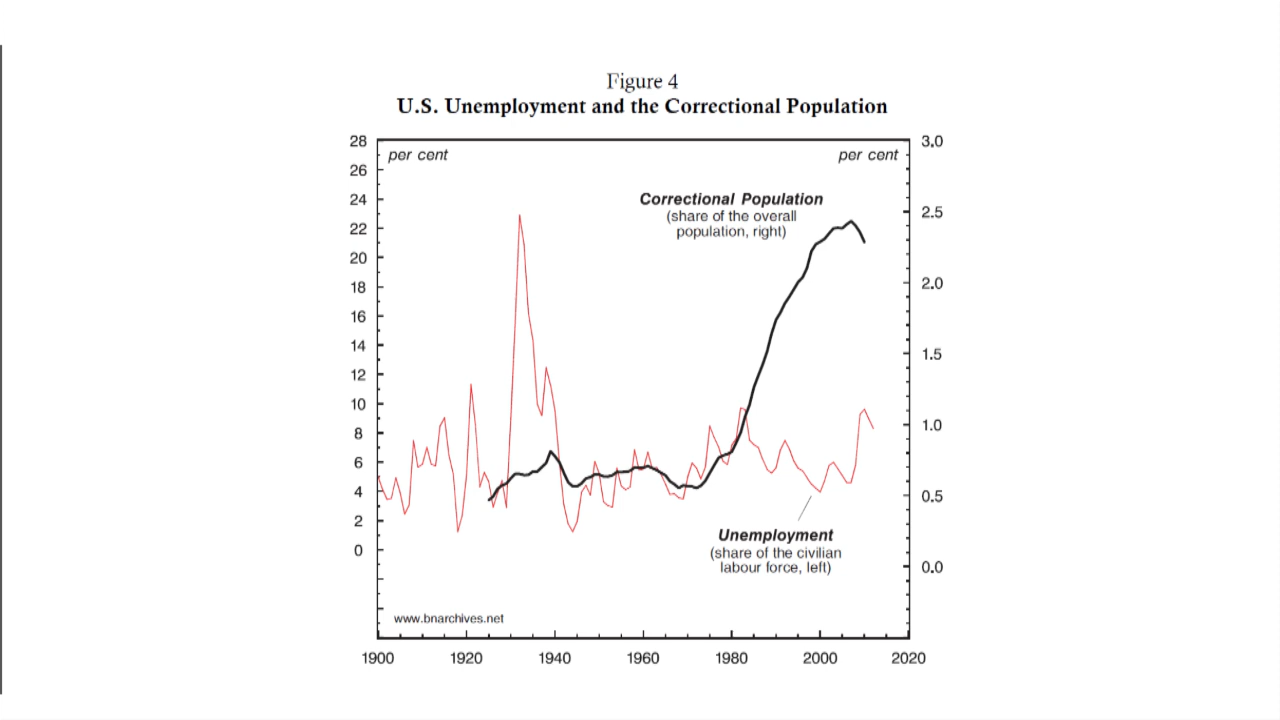 Figure 4
U.S. Unemployment and the Correctional Population
28
26
24
22
20
18
16
14
12
10
8
6
4
2
0
per cent
per cent
3.0
2.5
2.0
1.5
1.0
0.5
0.0
Correctional Population
(share of the overall
population, right)
Unemployment
(share of the civilian
labour force, left)
www.bnarchives.net
1900 1920 1940 1960 1980 2000 2020